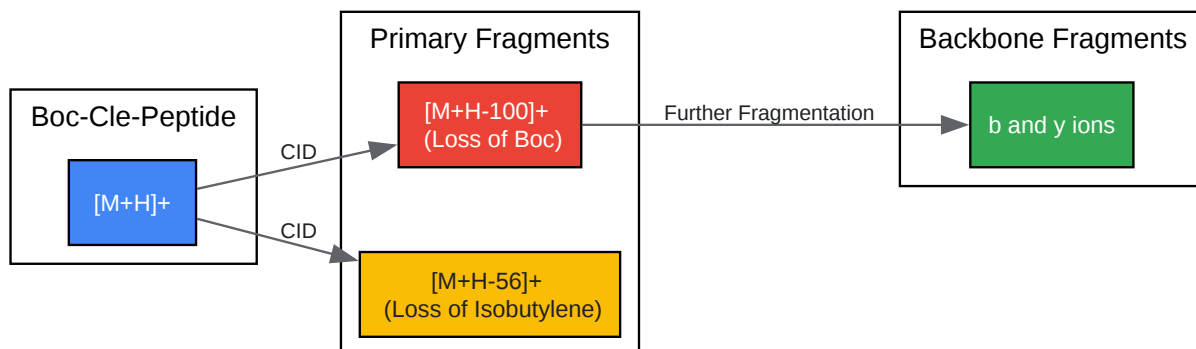 Boc-Cle-Peptide
[M+H]+
CID
CID
Primary Fragments
[M+H-100]+
(Loss of Boc)
[M+H-56]+
(Loss of Isobutylene)
Further Fragmentation
Backbone Fragments
b and y ions